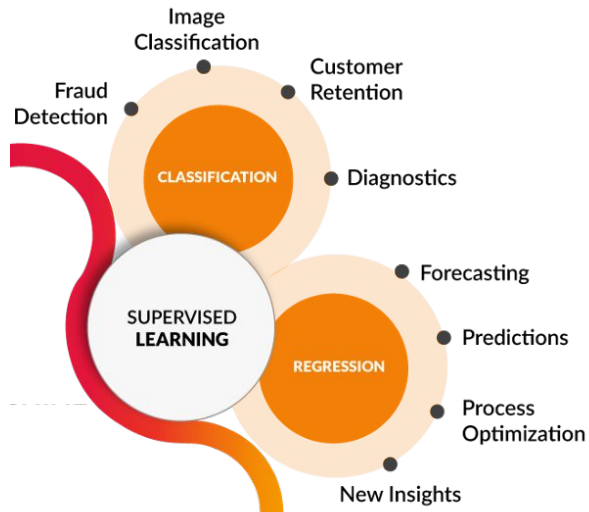 Image
Classification
Fraud
Detection
Customer
Retention
CLASSIFICATION
Diagnostics
SUPERVISED
LEARNING
Forecasting
Predictions
REGRESSION
Process
Optimization
New Insights